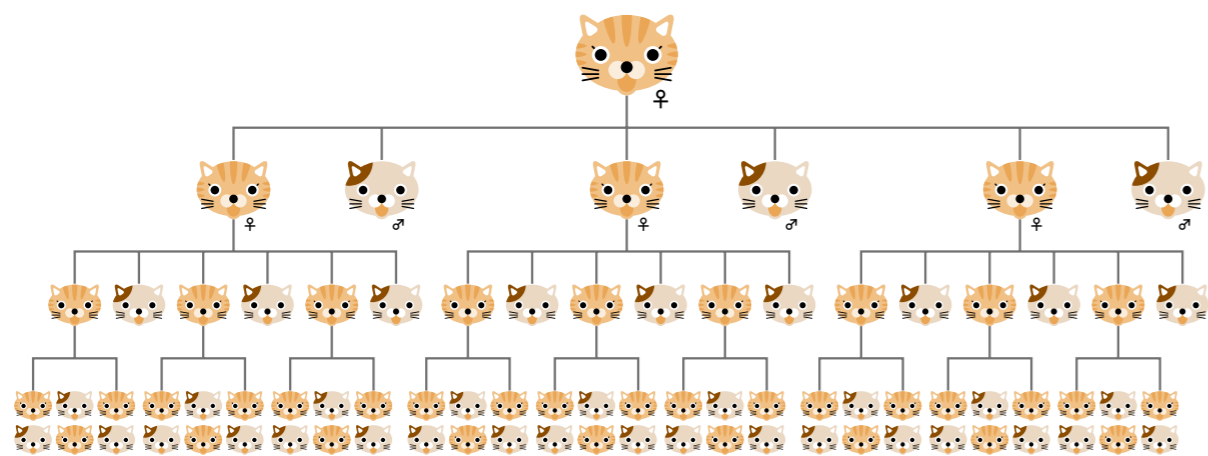 ♀
♀ ♂ ♀ ♂ ♀ ♂